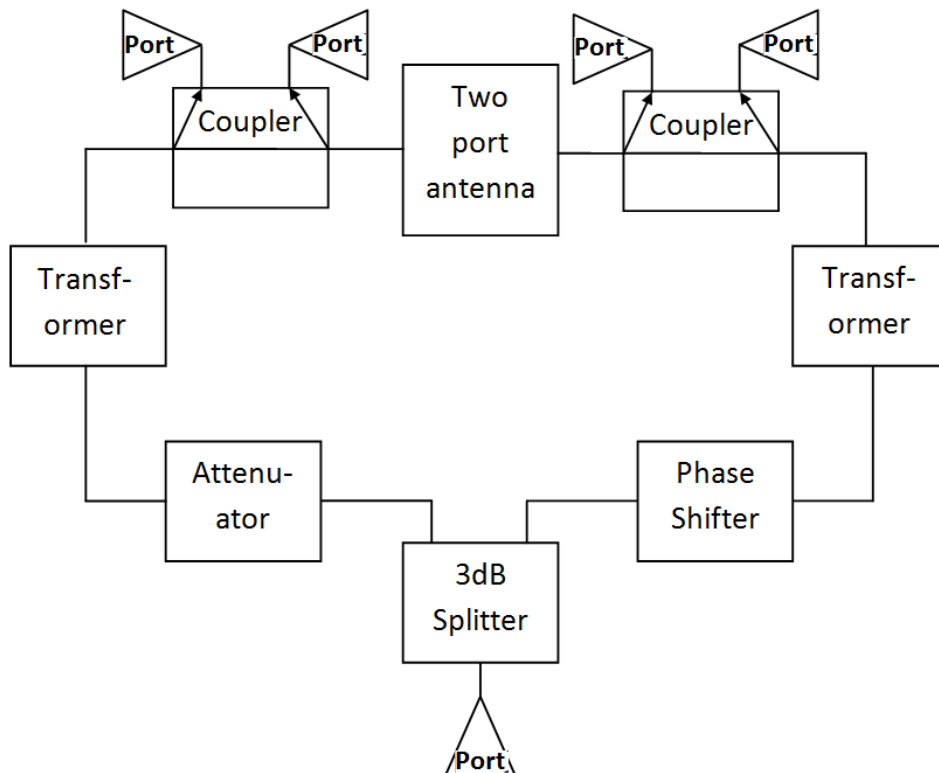 Port
Port
Port
Port
Coupler
Two
port
antenna
Coupler
Transf-
ormer
Transf-
ormer
Attenu-
ator
Phase
Shifter
3dB
Splitter
Port